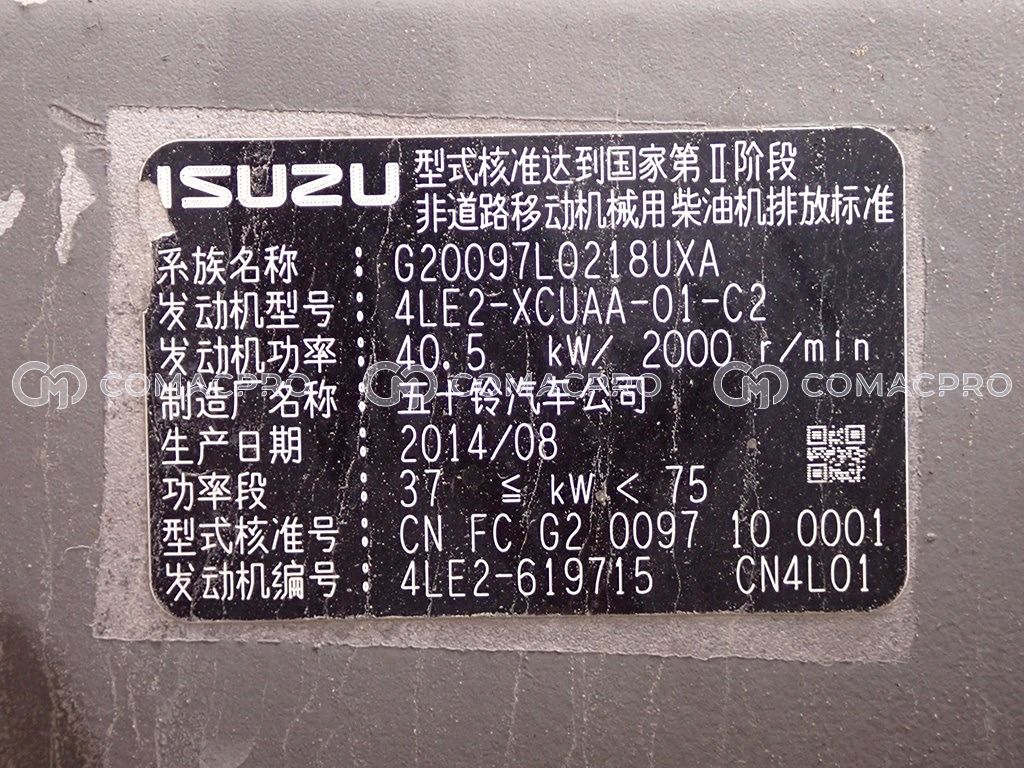 ISUZU
型式核准达到国家第Ⅱ阶段
非道路移动机械用柴油机排放标准
系族名称 : G20097L0218UXA
发动机型号 : 4LE2-XCUAA-01-C2
发动机功率 : 40.5 kW/ 2000 r/min
COMACPRO COMACPRO COMACPRO
制造厂名称 : 五十铃汽车公司
生产日期 : 2014/08
功率段 : 37 ≦ kW < 75
型式核准号 : CN FC G2 0097 10 0001
发动机编号 : 4LE2-619715 CN4L01